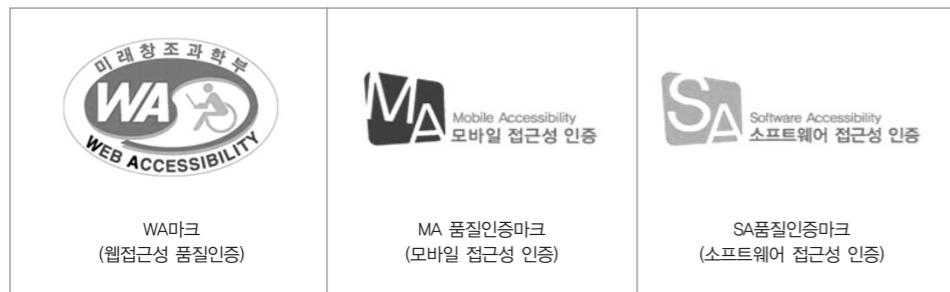 미래창조과학부
WA
WEB ACCESSIBILITY
WA마크
(웹접근성 품질인증)
MA
Mobile Accessibility
모바일 접근성 인증
MA 품질인증마크
(모바일 접근성 인증)
SA
Software Accessibility
소프트웨어 접근성 인증
SA품질인증마크
(소프트웨어 접근성 인증)